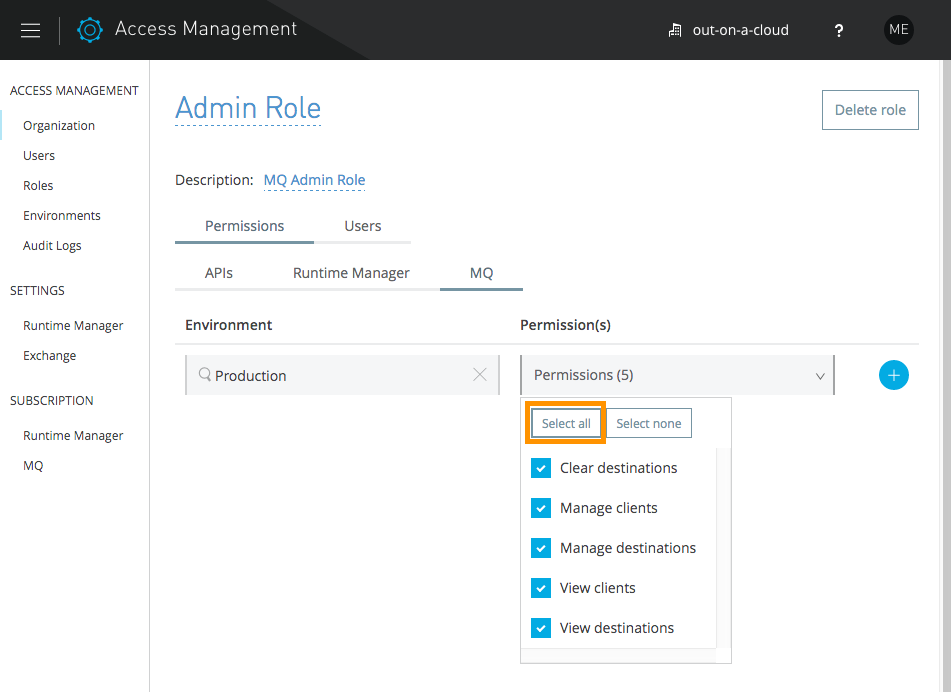 Access Management
out-on-a-cloud
?
ME
ACCESS MANAGEMENT
Organization
Users
Roles
Environments
Audit Logs
SETTINGS
Runtime Manager
Exchange
SUBSCRIPTION
Runtime Manager
MQ
Admin Role
Delete role
Description: MQ Admin Role
Permissions Users
APIs Runtime Manager MQ
Environment Permission(s)
Production Permissions (5)
Select all Select none
Clear destinations
Manage clients
Manage destinations
View clients
View destinations